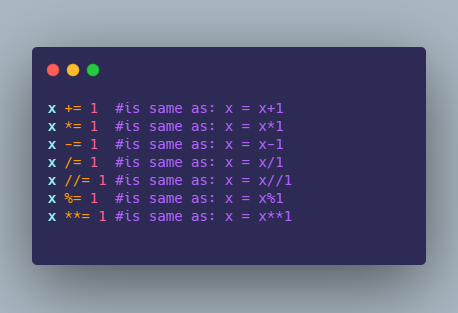 x += 1  #is same as: x = x+1
x *= 1  #is same as: x = x*1
x -= 1  #is same as: x = x-1
x /= 1  #is same as: x = x/1
x //= 1 #is same as: x = x//1
x %= 1  #is same as: x = x%1
x **= 1 #is same as: x = x**1